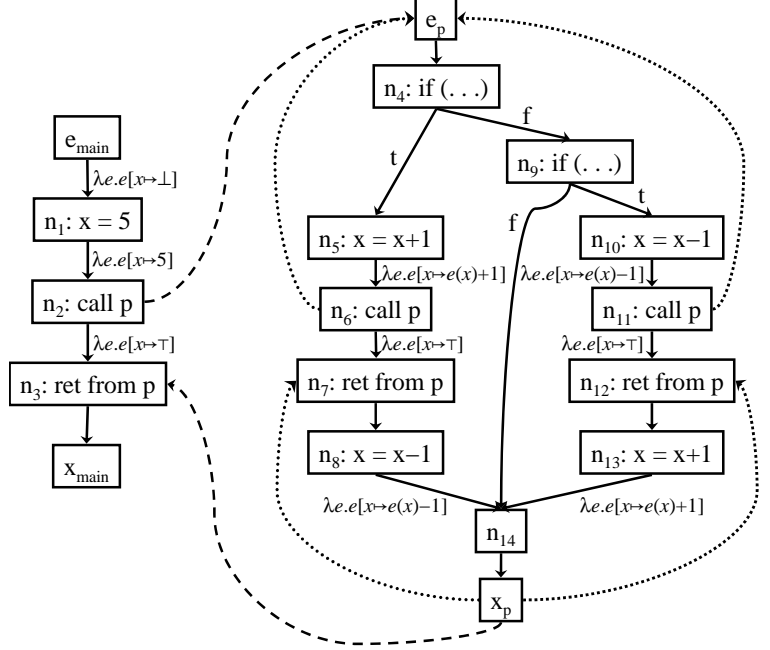 e_p
n_4: if (. . .)
f
e_main
t
n_9: if (. . .)
λe.e[x↦⊥]
n_1: x = 5
f
t
n_5: x = x+1
n_10: x = x–1
λe.e[x↦5]
λe.e[x↦e(x)+1]
λe.e[x↦e(x)–1]
n_2: call p
n_6: call p
n_11: call p
λe.e[x↦⊤]
λe.e[x↦⊤]
λe.e[x↦⊤]
n_3: ret from p
n_7: ret from p
n_12: ret from p
x_main
n_8: x = x–1
n_13: x = x+1
λe.e[x↦e(x)–1]
λe.e[x↦e(x)+1]
n_14
x_p